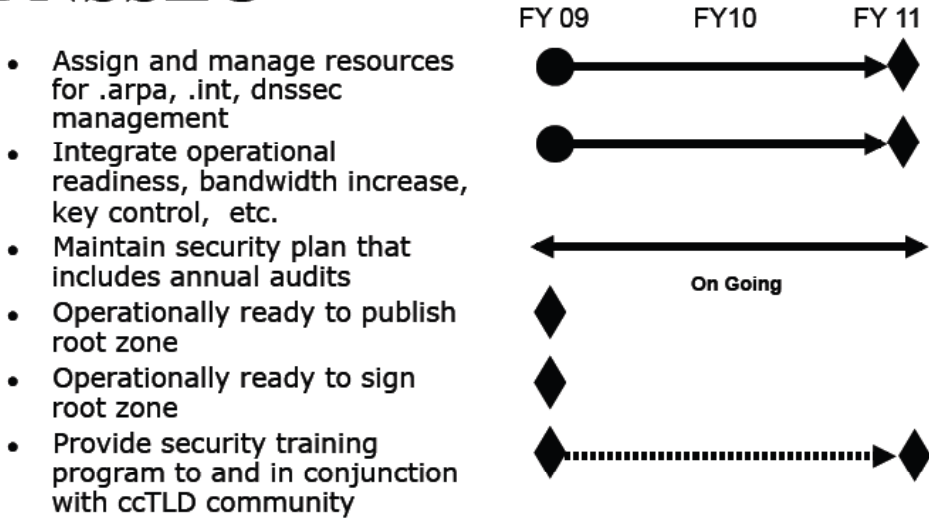 FY 09 FY10 FY 11
• Assign and manage resources
for .arpa, .int, dnssec
management
• Integrate operational
readiness, bandwidth increase,
key control, etc.
• Maintain security plan that
includes annual audits
On Going
• Operationally ready to publish
root zone
• Operationally ready to sign
root zone
• Provide security training
program to and in conjunction
with ccTLD community